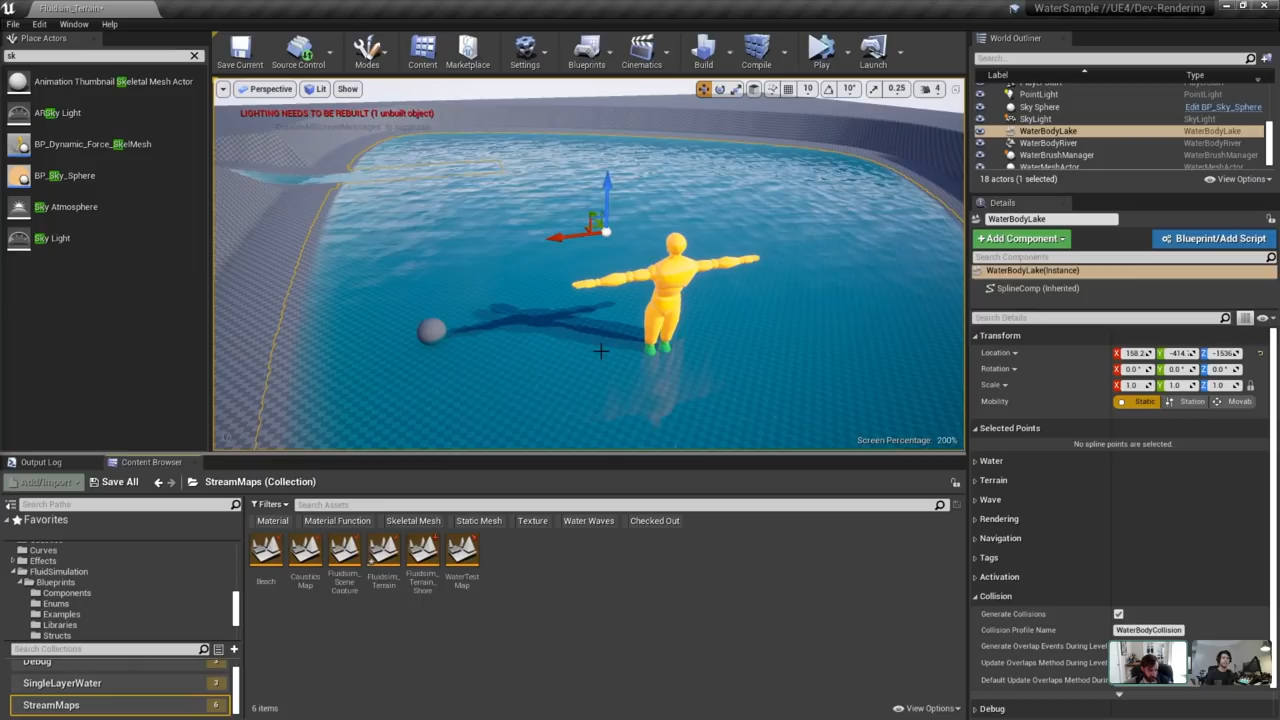 Fluidsim_Terrain*
WaterSample //UE4/Dev-Rendering
File Edit Window Help
Place Actors
sk
Animation Thumbnail Skeletal Mesh Actor
ARSky Light
BP_Dynamic_Force_SkelMesh
BP_Sky_Sphere
Sky Atmosphere
Sky Light
Save Current
Source Control
Modes
Content
Marketplace
Settings
Blueprints
Cinematics
Build
Compile
Play
Launch
Perspective
Lit
Show
10
10°
0.25
4
LIGHTING NEEDS TO BE REBUILT (1 unbuilt object)
Screen Percentage: 200%
World Outliner
Search...
Label
Type
PointLight PointLight
Sky Sphere Edit BP_Sky_Sphere
SkyLight SkyLight
WaterBodyLake WaterBodyLake
WaterBodyRiver WaterBodyRiver
WaterBrushManager WaterBrushManager
WaterMeshActor WaterMeshActor
18 actors (1 selected)
View Options
Details
WaterBodyLake
Add Component
Blueprint/Add Script
Search Components
WaterBodyLake(Instance)
SplineComp (Inherited)
Search Details
Transform
Location X 158.2 Y -414. Z -1536
Rotation X 0.0° Y 0.0° Z 0.0°
Scale X 1.0 Y 1.0 Z 1.0
Mobility Static Station Movab
Selected Points
No spline points are selected.
Water
Terrain
Wave
Rendering
Navigation
Tags
Activation
Collision
Generate Collisions
Collision Profile Name WaterBodyCollision
Generate Overlap Events During Level
Update Overlaps Method During Level
Default Update Overlaps Method Durin
Debug
Output Log
Content Browser
Add/Import
Save All
StreamMaps (Collection)
Search Paths
Filters
Search Assets
Favorites
Material
Material Function
Skeletal Mesh
Static Mesh
Texture
Water Waves
Checked Out
Curves
Effects
FluidSimulation
Blueprints
Components
Enums
Examples
Libraries
Structs
Beach
Caustics Map
Fluidsim_ Scene Capture
Fluidsim_ Terrain
Fluidsim_ Terrain_ Shore
WaterTest Map
Search Collections
Debug 3
SingleLayerWater 3
StreamMaps 6
6 items
View Options